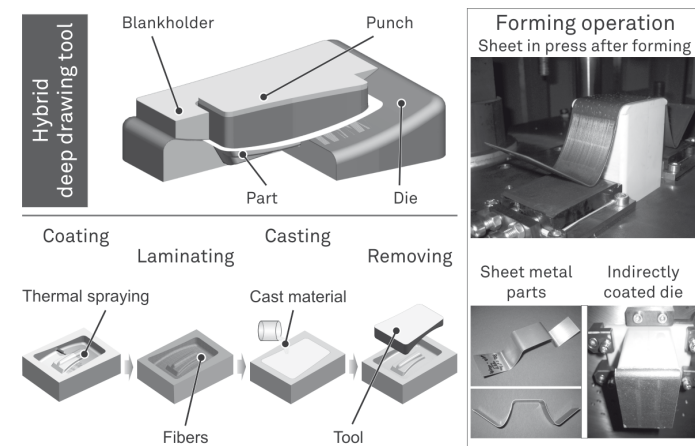 Hybrid
deep drawing tool
Blankholder
Punch
Part
Die
Coating
Laminating
Casting
Removing
Thermal spraying
Cast material
Fibers
Tool
Forming operation
Sheet in press after forming
Sheet metal
parts
Indirectly
coated die